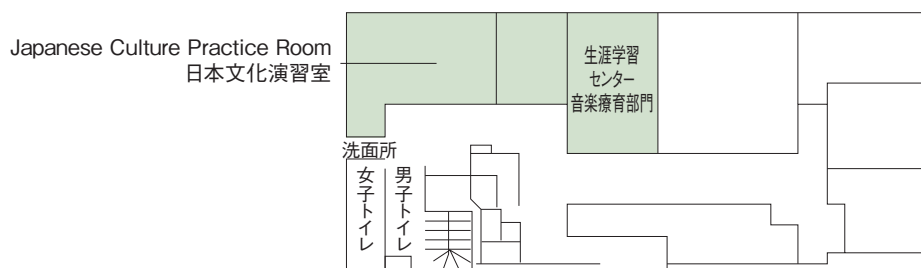 Japanese Culture Practice Room
日本文化演習室
生涯学習
センター
音楽療育部門
洗面所
女子トイレ
男子トイレ